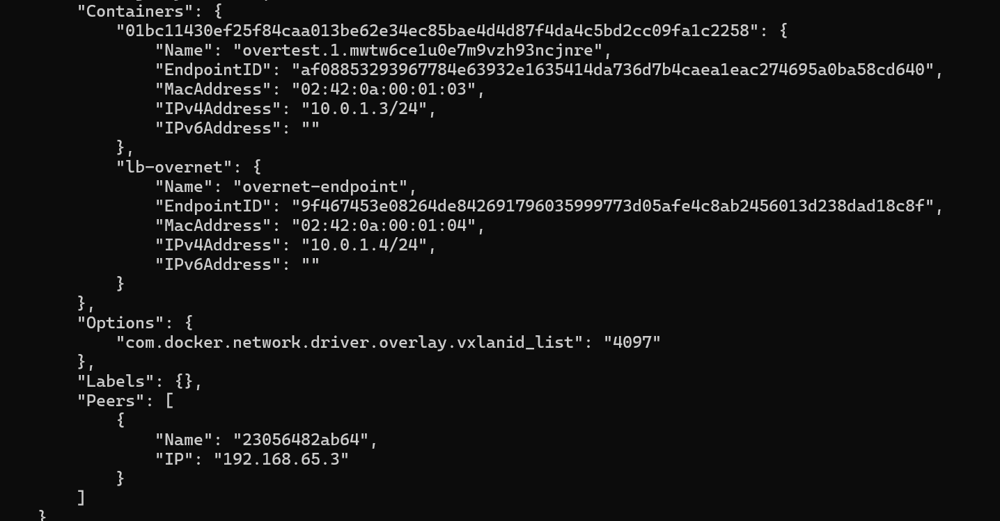 "Containers": {
"01bc11430ef25f84caa013be62e34ec85bae4d4d87f4da4c5bd2cc09fa1c2258": {
"Name": "overtest.1.mwtw6ce1u0e7m9vzh93ncjnre",
"EndpointID": "af08853293967784e63932e1635414da736d7b4caea1eac274695a0ba58cd640",
"MacAddress": "02:42:0a:00:01:03",
"IPv4Address": "10.0.1.3/24",
"IPv6Address": ""
},
"lb-overnet": {
"Name": "overnet-endpoint",
"EndpointID": "9f467453e08264de842691796035999773d05afe4c8ab2456013d238dad18c8f",
"MacAddress": "02:42:0a:00:01:04",
"IPv4Address": "10.0.1.4/24",
"IPv6Address": ""
}
},
"Options": {
"com.docker.network.driver.overlay.vxlanid_list": "4097"
},
"Labels": {},
"Peers": [
{
"Name": "23056482ab64",
"IP": "192.168.65.3"
}
]
}